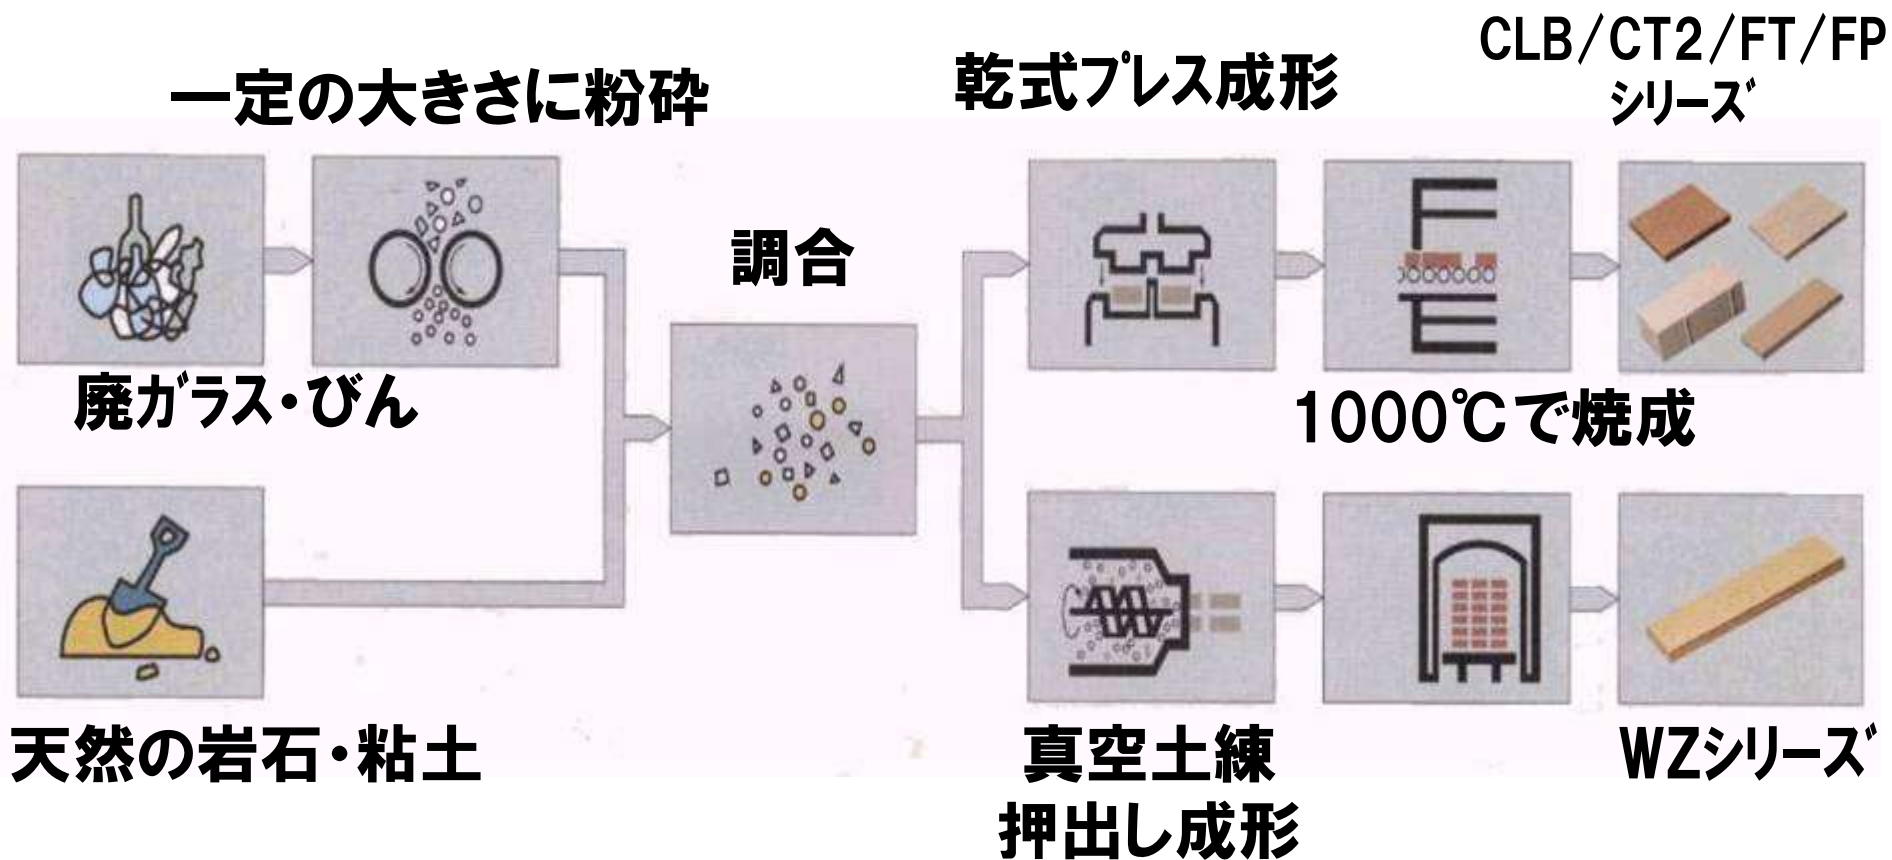 CLB/CT2/FT/FP
ｼﾘｰｽﾞ
一定の大きさに粉砕
乾式ﾌﾟﾚｽ成形
調合
廃ｶﾞﾗｽ・びん
1000℃で焼成
天然の岩石・粘土
真空土練
押出し成形
WZｼﾘｰｽﾞ